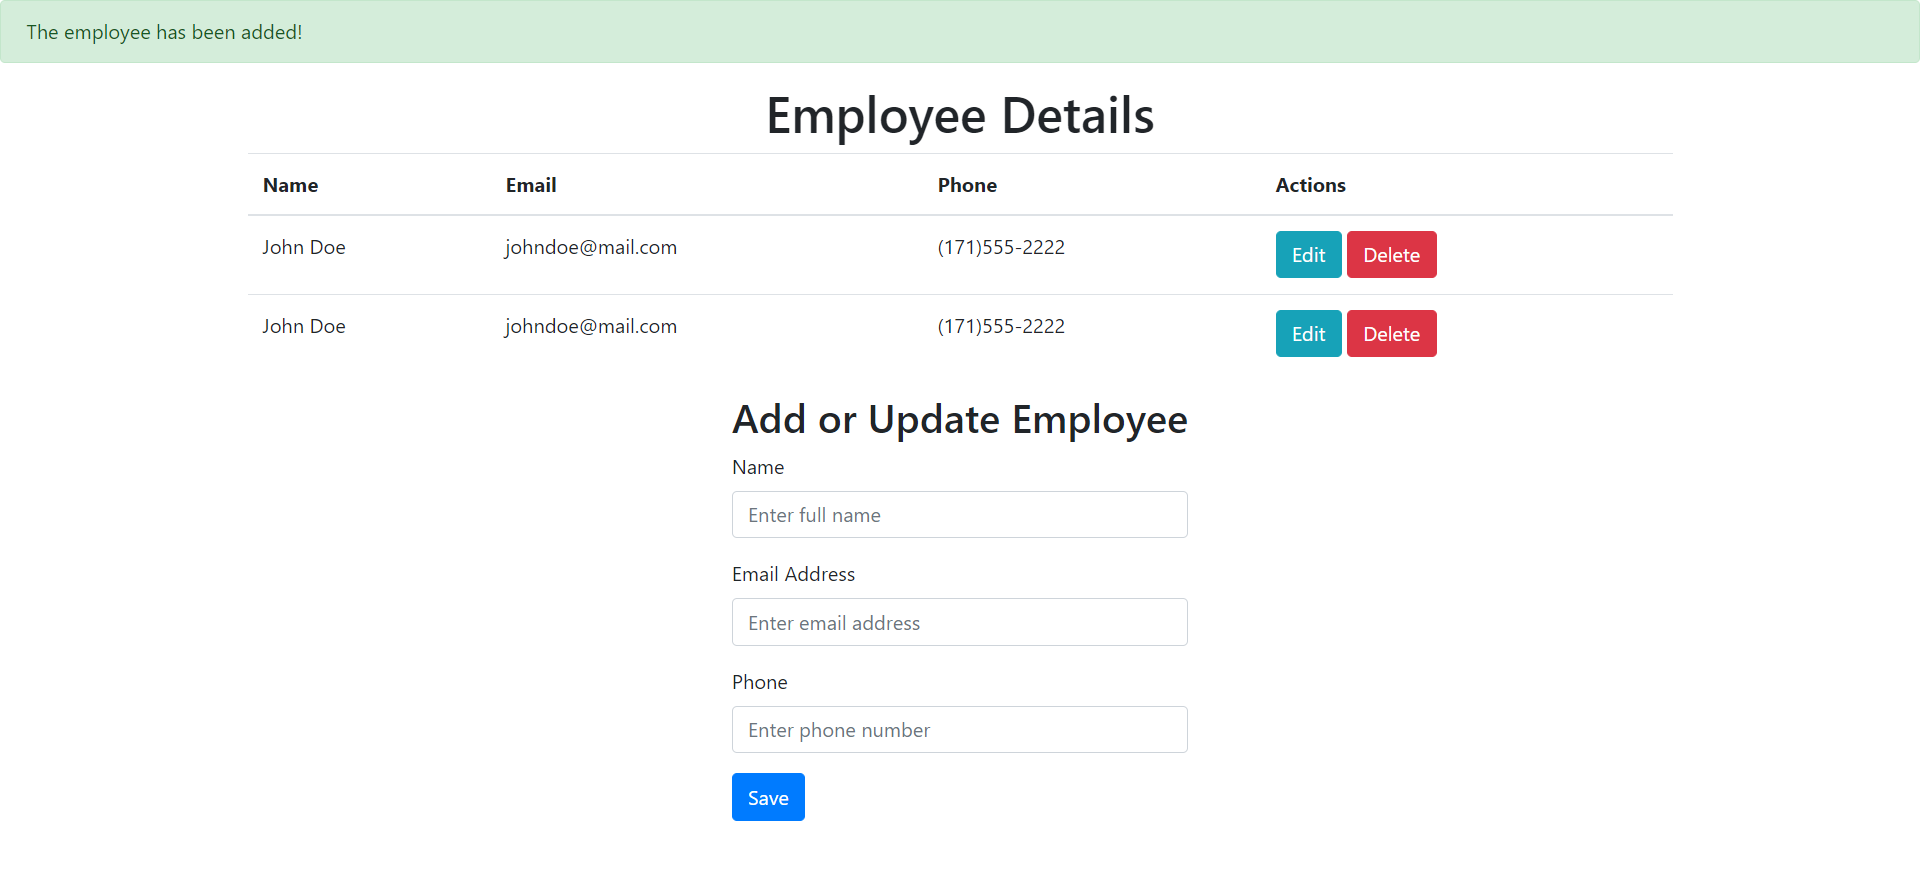 The employee has been added!
Employee Details
Name Email Phone Actions
John Doe johndoe@mail.com (171)555-2222 Edit Delete
John Doe johndoe@mail.com (171)555-2222 Edit Delete
Add or Update Employee
Name
Enter full name
Email Address
Enter email address
Phone
Enter phone number
Save